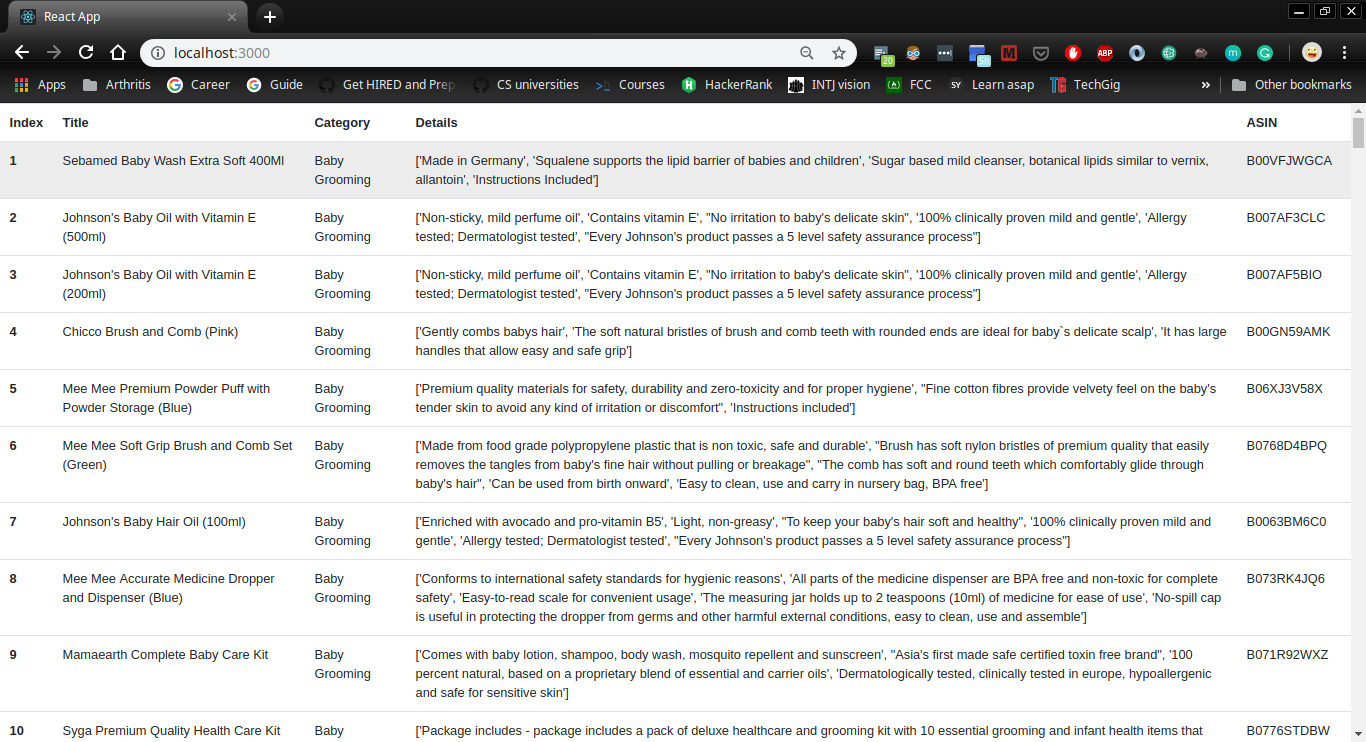 React App
localhost:3000
20
ABP
5h
Apps Arthritis Career Guide Get HIRED and Prep CS universities Courses HackerRank INTJ vision FCC SY Learn asap TG TechGig » Other bookmarks
Index Title Category Details ASIN
1 Sebamed Baby Wash Extra Soft 400Ml Baby ['Made in Germany', 'Squalene supports the lipid barrier of babies and children', 'Sugar based mild cleanser, botanical lipids similar to vernix, B00VFJWGCA
Grooming allantoin', 'Instructions Included']
2 Johnson's Baby Oil with Vitamin E Baby ['Non-sticky, mild perfume oil', 'Contains vitamin E', "No irritation to baby's delicate skin", '100% clinically proven mild and gentle', 'Allergy B007AF3CLC
(500ml) Grooming tested; Dermatologist tested', "Every Johnson's product passes a 5 level safety assurance process"]
3 Johnson's Baby Oil with Vitamin E Baby ['Non-sticky, mild perfume oil', 'Contains vitamin E', "No irritation to baby's delicate skin", '100% clinically proven mild and gentle', 'Allergy B007AF5BIO
(200ml) Grooming tested; Dermatologist tested', "Every Johnson's product passes a 5 level safety assurance process"]
4 Chicco Brush and Comb (Pink) Baby ['Gently combs babys hair', 'The soft natural bristles of brush and comb teeth with rounded ends are ideal for baby`s delicate scalp', 'It has large B00GN59AMK
Grooming handles that allow easy and safe grip']
5 Mee Mee Premium Powder Puff with Baby ['Premium quality materials for safety, durability and zero-toxicity and for proper hygiene', "Fine cotton fibres provide velvety feel on the baby's B06XJ3V58X
Powder Storage (Blue) Grooming tender skin to avoid any kind of irritation or discomfort", 'Instructions included']
6 Mee Mee Soft Grip Brush and Comb Set Baby ['Made from food grade polypropylene plastic that is non toxic, safe and durable', "Brush has soft nylon bristles of premium quality that easily B0768D4BPQ
(Green) Grooming removes the tangles from baby's fine hair without pulling or breakage", "The comb has soft and round teeth which comfortably glide through
baby's hair", 'Can be used from birth onward', 'Easy to clean, use and carry in nursery bag, BPA free']
7 Johnson's Baby Hair Oil (100ml) Baby ['Enriched with avocado and pro-vitamin B5', 'Light, non-greasy', "To keep your baby's hair soft and healthy", '100% clinically proven mild and B0063BM6C0
Grooming gentle', 'Allergy tested; Dermatologist tested', "Every Johnson's product passes a 5 level safety assurance process"]
8 Mee Mee Accurate Medicine Dropper Baby ['Conforms to international safety standards for hygienic reasons', 'All parts of the medicine dispenser are BPA free and non-toxic for complete B073RK4JQ6
and Dispenser (Blue) Grooming safety', 'Easy-to-read scale for convenient usage', 'The measuring jar holds up to 2 teaspoons (10ml) of medicine for ease of use', 'No-spill cap
is useful in protecting the dropper from germs and other harmful external conditions, easy to clean, use and assemble']
9 Mamaearth Complete Baby Care Kit Baby ['Comes with baby lotion, shampoo, body wash, mosquito repellent and sunscreen', "Asia's first made safe certified toxin free brand", '100 B071R92WXZ
Grooming percent natural, based on a proprietary blend of essential and carrier oils', 'Dermatologically tested, clinically tested in europe, hypoallergenic
and safe for sensitive skin']
10 Syga Premium Quality Health Care Kit Baby ['Package includes - package includes a pack of deluxe healthcare and grooming kit with 10 essential grooming and infant health items that B0776STDBW